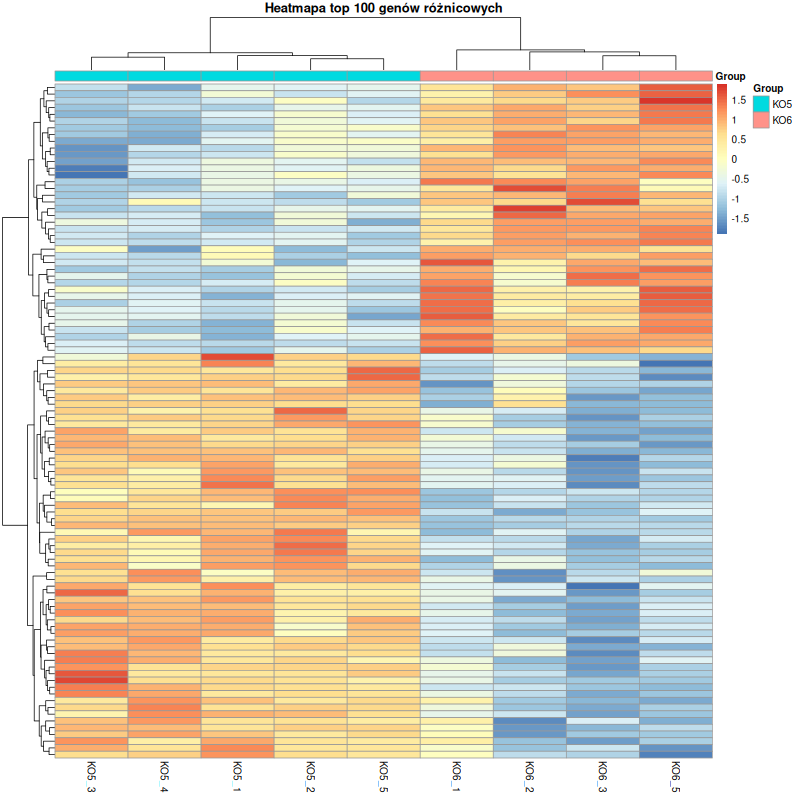 Heatmapa top 100 genów różnicowych
Group
1.5
1
0.5
0
-0.5
-1
-1.5
Group
KO5
KO6
KO5_3
KO5_4
KO5_1
KO5_2
KO5_5
KO6_1
KO6_2
KO6_3
KO6_5